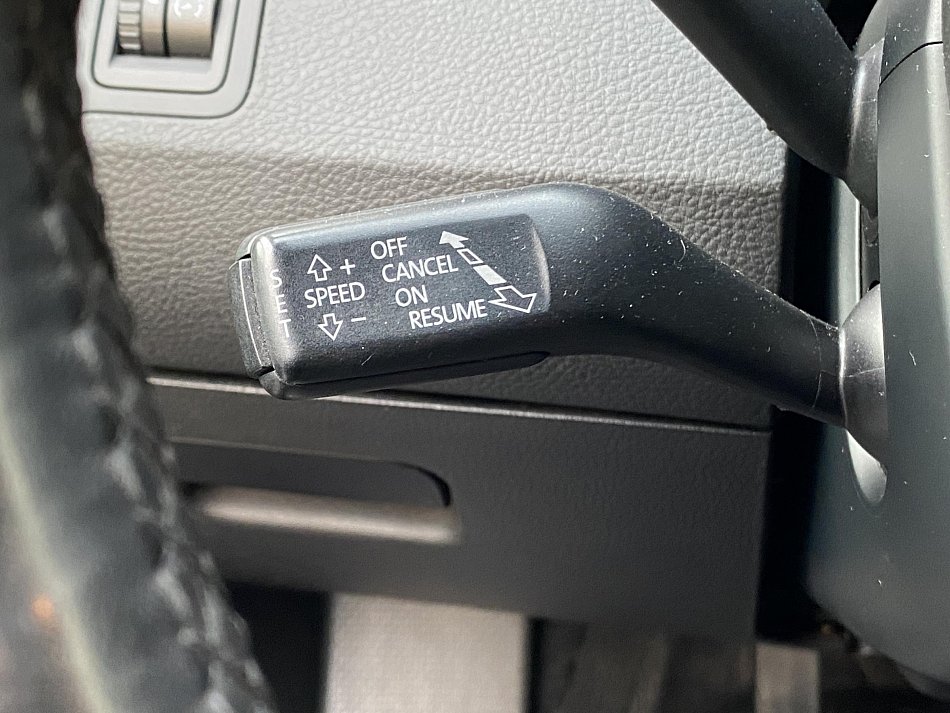 SET
+
SPEED
−
OFF
CANCEL
ON
RESUME